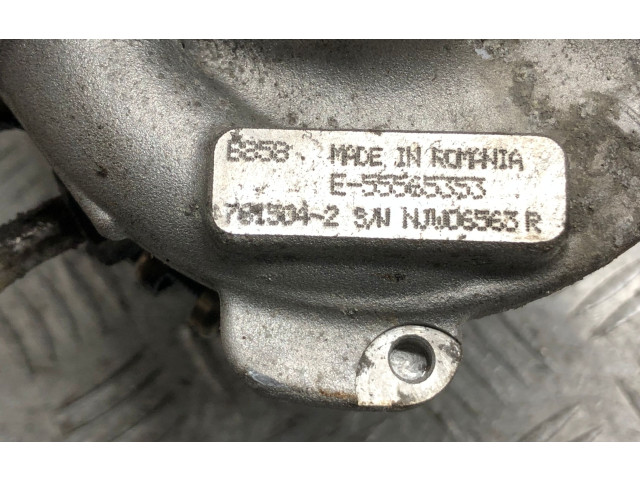 B858 MADE IN ROMANIA
E-55565353
781504-2 S/N NJW06563 R